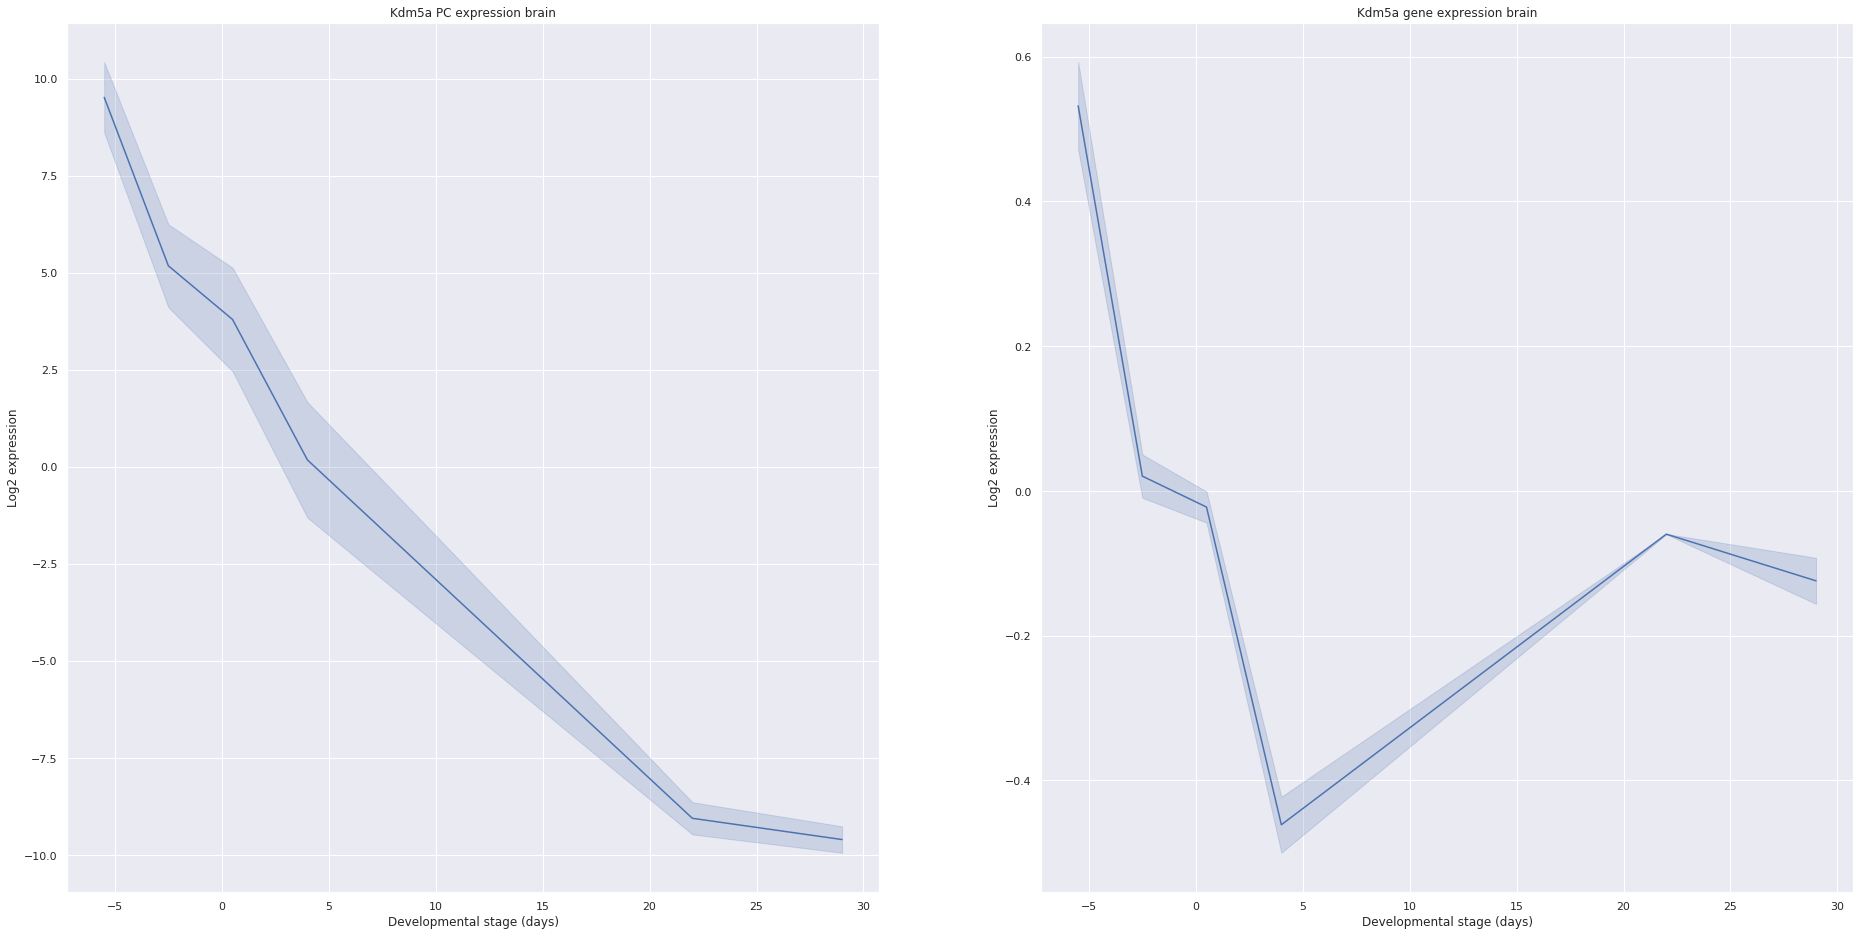 Kdm5a PC expression brain
Log2 expression
10.0
7.5
5.0
2.5
0.0
−2.5
−5.0
−7.5
−10.0
−5 0 5 10 15 20 25 30
Developmental stage (days)
Kdm5a gene expression brain
Log2 expression
0.6
0.4
0.2
0.0
−0.2
−0.4
−5 0 5 10 15 20 25 30
Developmental stage (days)